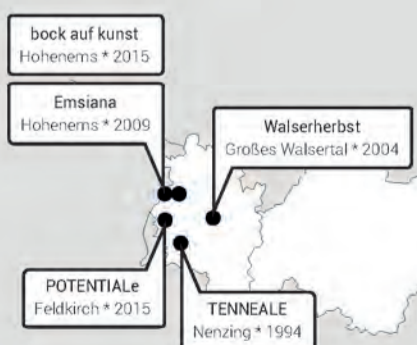 bock auf kunst
Hohenems * 2015
Emsiana
Hohenems * 2009
Walserherbst
Großes Walsertal * 2004
POTENTIALe
Feldkirch * 2015
TENNEALE
Nenzing * 1994